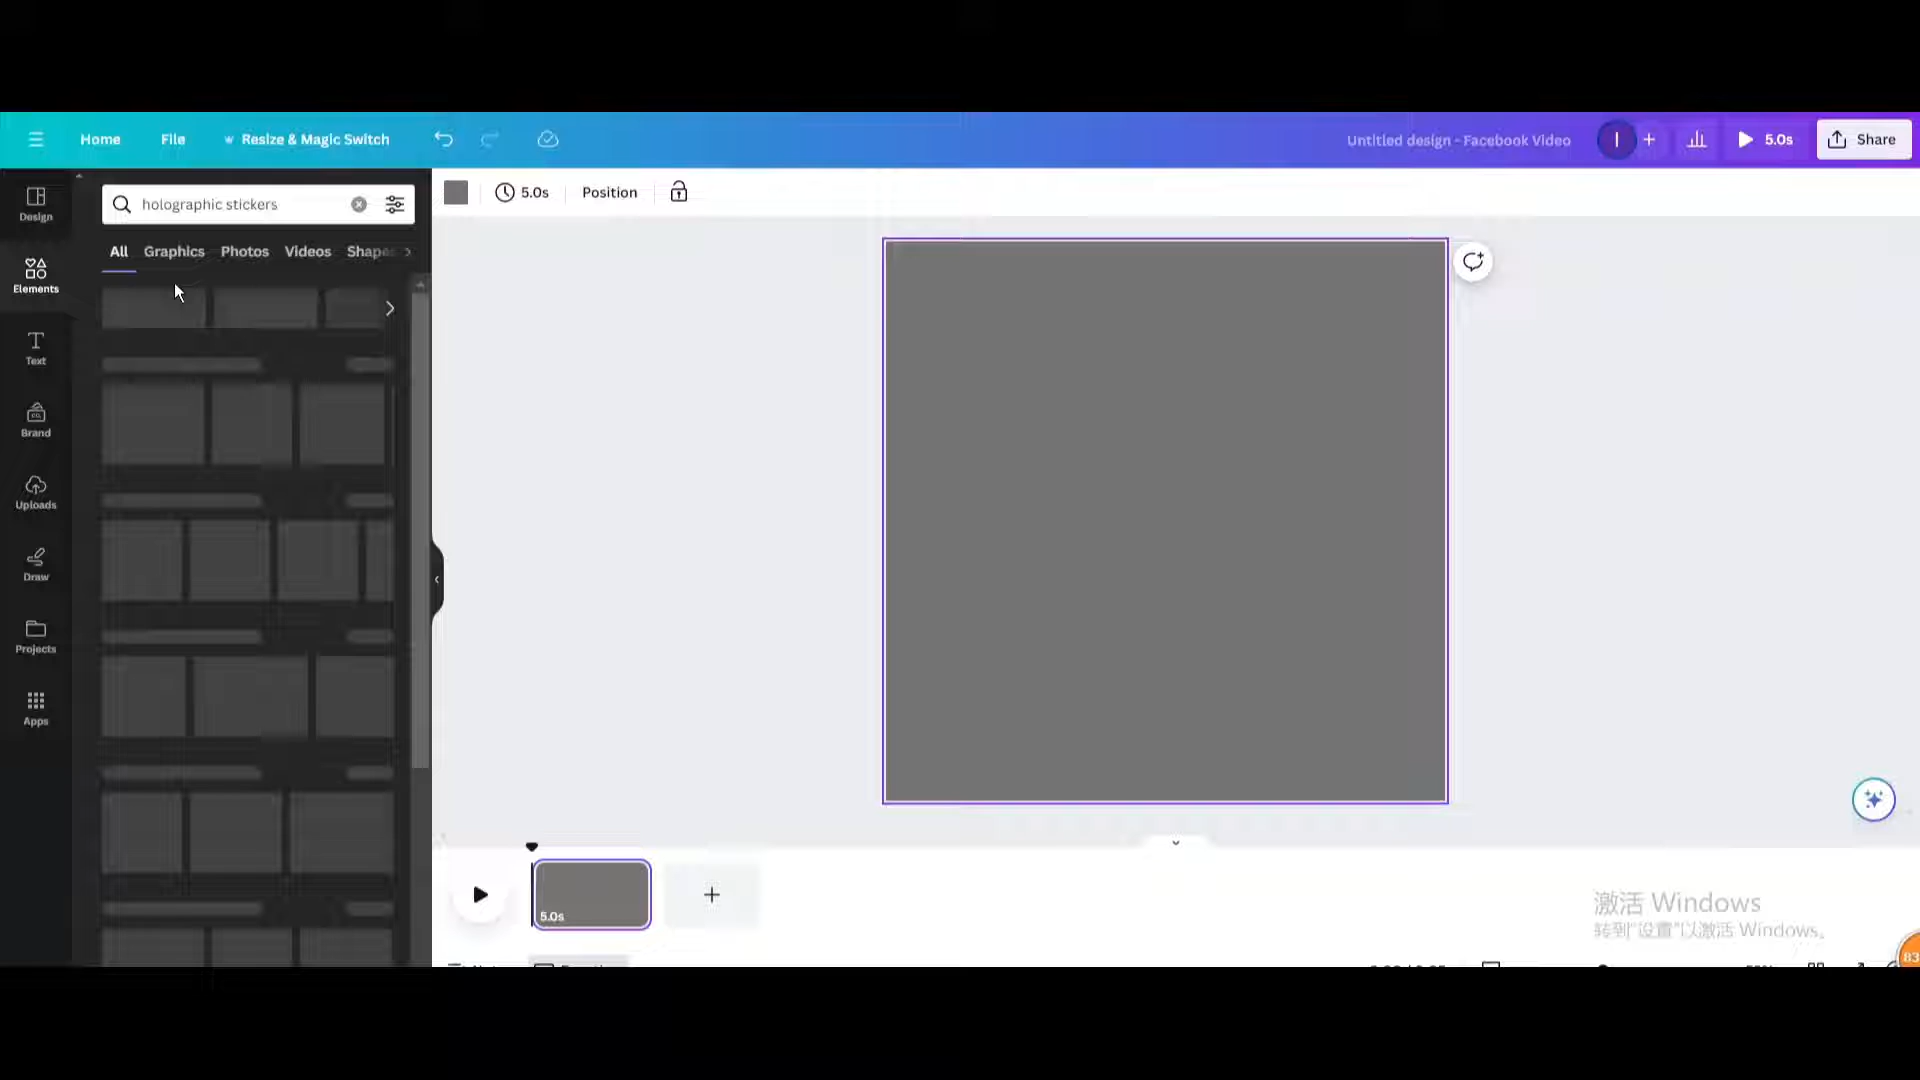 Home File Resize & Magic Switch Untitled design - Facebook Video I 5.0s Share
Design
holographic stickers
5.0s Position
All Graphics Photos Videos Shape
Elements
Text
Brand
Uploads
Draw
Projects
Apps
5.0s
激活 Windows
转到"设置"以激活 Windows。
83